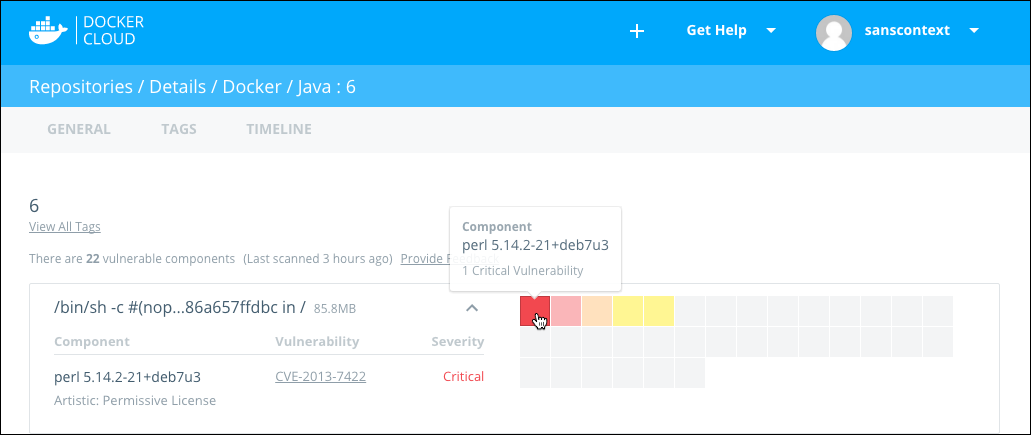 DOCKER
CLOUD
Get Help
sanscontext
Repositories / Details / Docker / Java : 6
GENERAL TAGS TIMELINE
6
View All Tags
Component
perl 5.14.2-21+deb7u3
1 Critical Vulnerability
There are 22 vulnerable components (Last scanned 3 hours ago) Provide
/bin/sh -c #(nop...86a657ffdbc in / 85.8MB
Component Vulnerability Severity
perl 5.14.2-21+deb7u3 CVE-2013-7422 Critical
Artistic: Permissive License